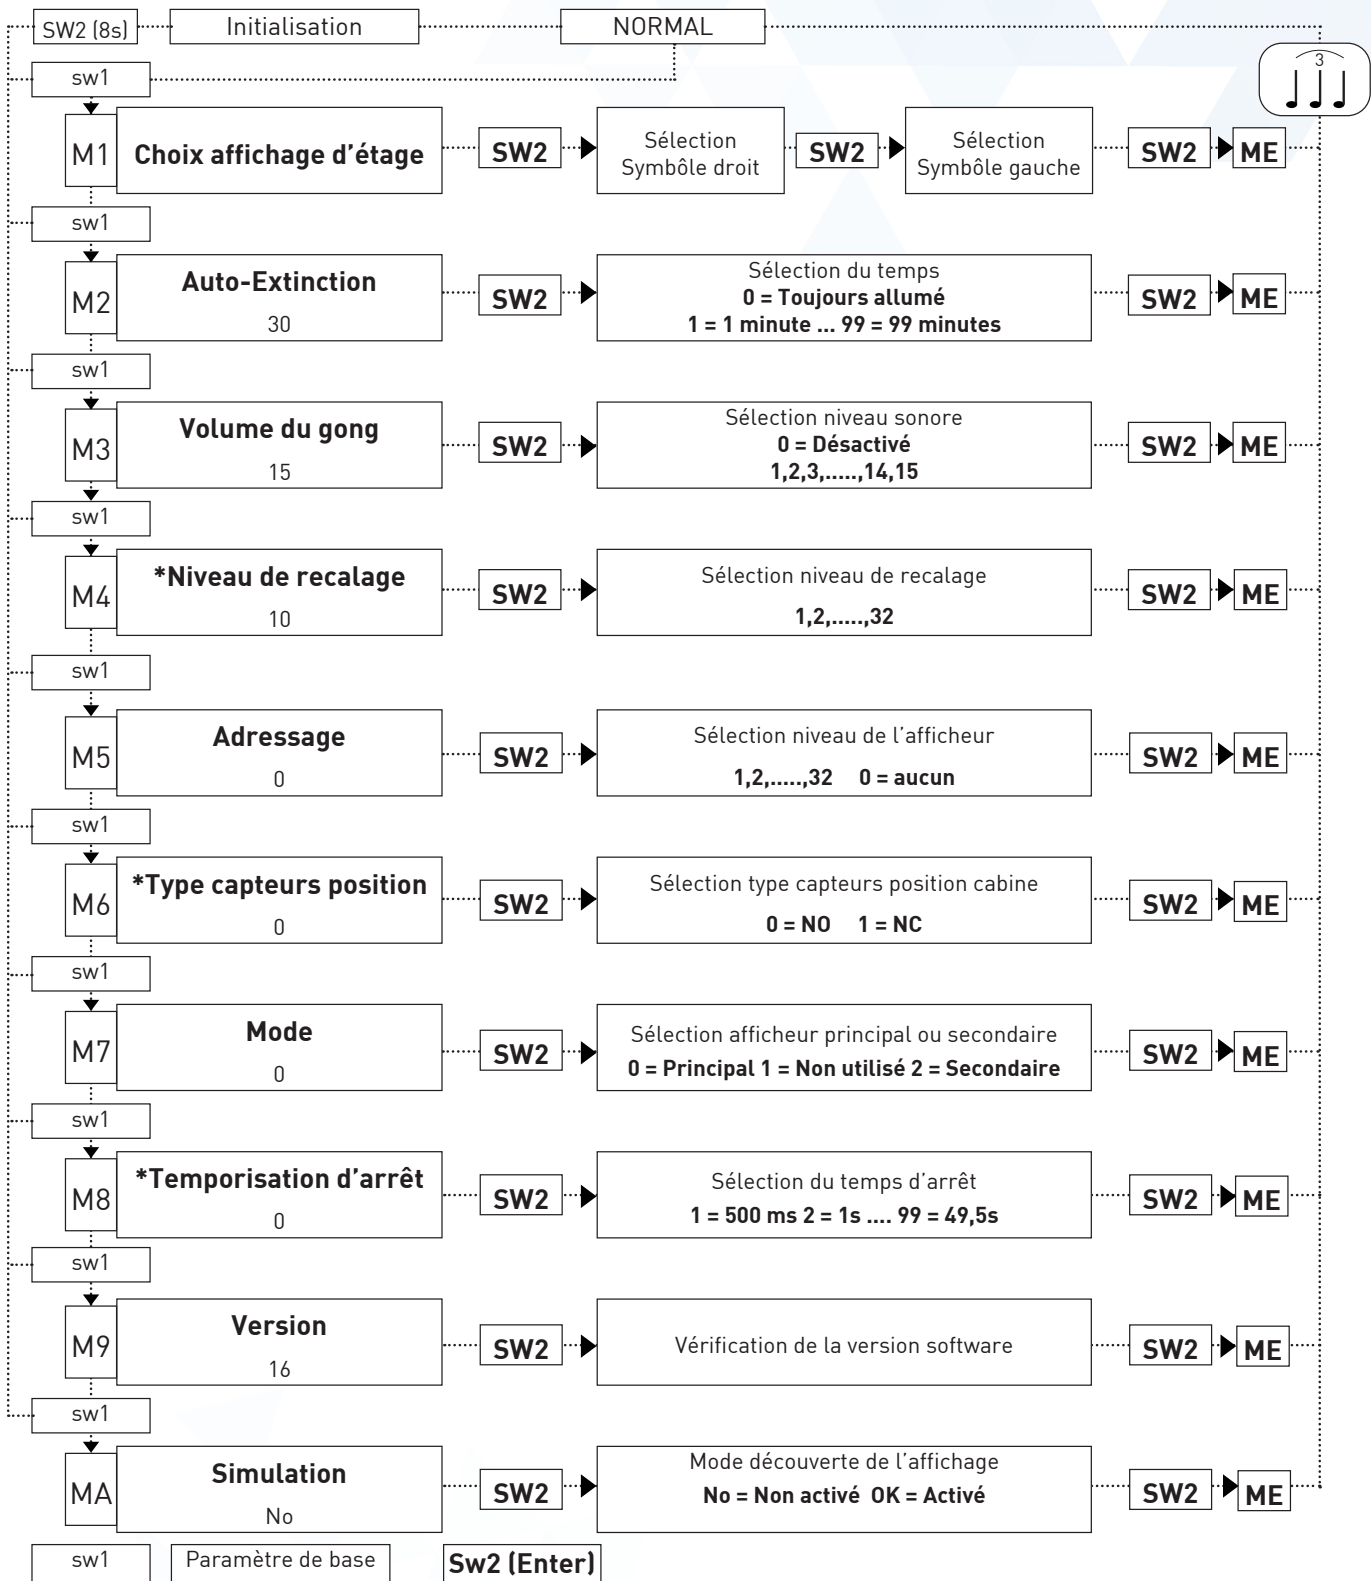 SW2 (8s) Initialisation NORMAL
3
sw1
M1 Choix affichage d'étage SW2 Sélection SW2 Sélection SW2 ME
Symbôle droit Symbôle gauche
sw1
M2 Auto-Extinction SW2 Sélection du temps SW2 ME
30 0 = Toujours allumé
1 = 1 minute ... 99 = 99 minutes
sw1
M3 Volume du gong SW2 Sélection niveau sonore SW2 ME
15 0 = Désactivé
1,2,3,.....,14,15
sw1
M4 *Niveau de recalage SW2 Sélection niveau de recalage SW2 ME
10 1,2,.....,32
sw1
M5 Adressage SW2 Sélection niveau de l'afficheur SW2 ME
0 1,2,.....,32 0 = aucun
sw1
M6 *Type capteurs position SW2 Sélection type capteurs position cabine SW2 ME
0 0 = NO 1 = NC
sw1
M7 Mode SW2 Sélection afficheur principal ou secondaire SW2 ME
0 0 = Principal 1 = Non utilisé 2 = Secondaire
sw1
M8 *Temporisation d'arrêt SW2 Sélection du temps d'arrêt SW2 ME
0 1 = 500 ms 2 = 1s .... 99 = 49,5s
sw1
M9 Version SW2 Vérification de la version software SW2 ME
16
sw1
MA Simulation SW2 Mode découverte de l'affichage SW2 ME
No No = Non activé OK = Activé
sw1 Paramètre de base Sw2 (Enter)